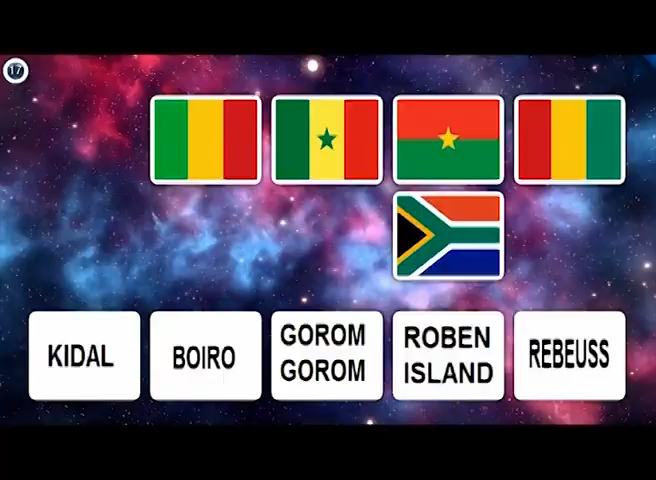 17
KIDAL
BOIRO
GOROM
GOROM
ROBEN
ISLAND
REBEUSS